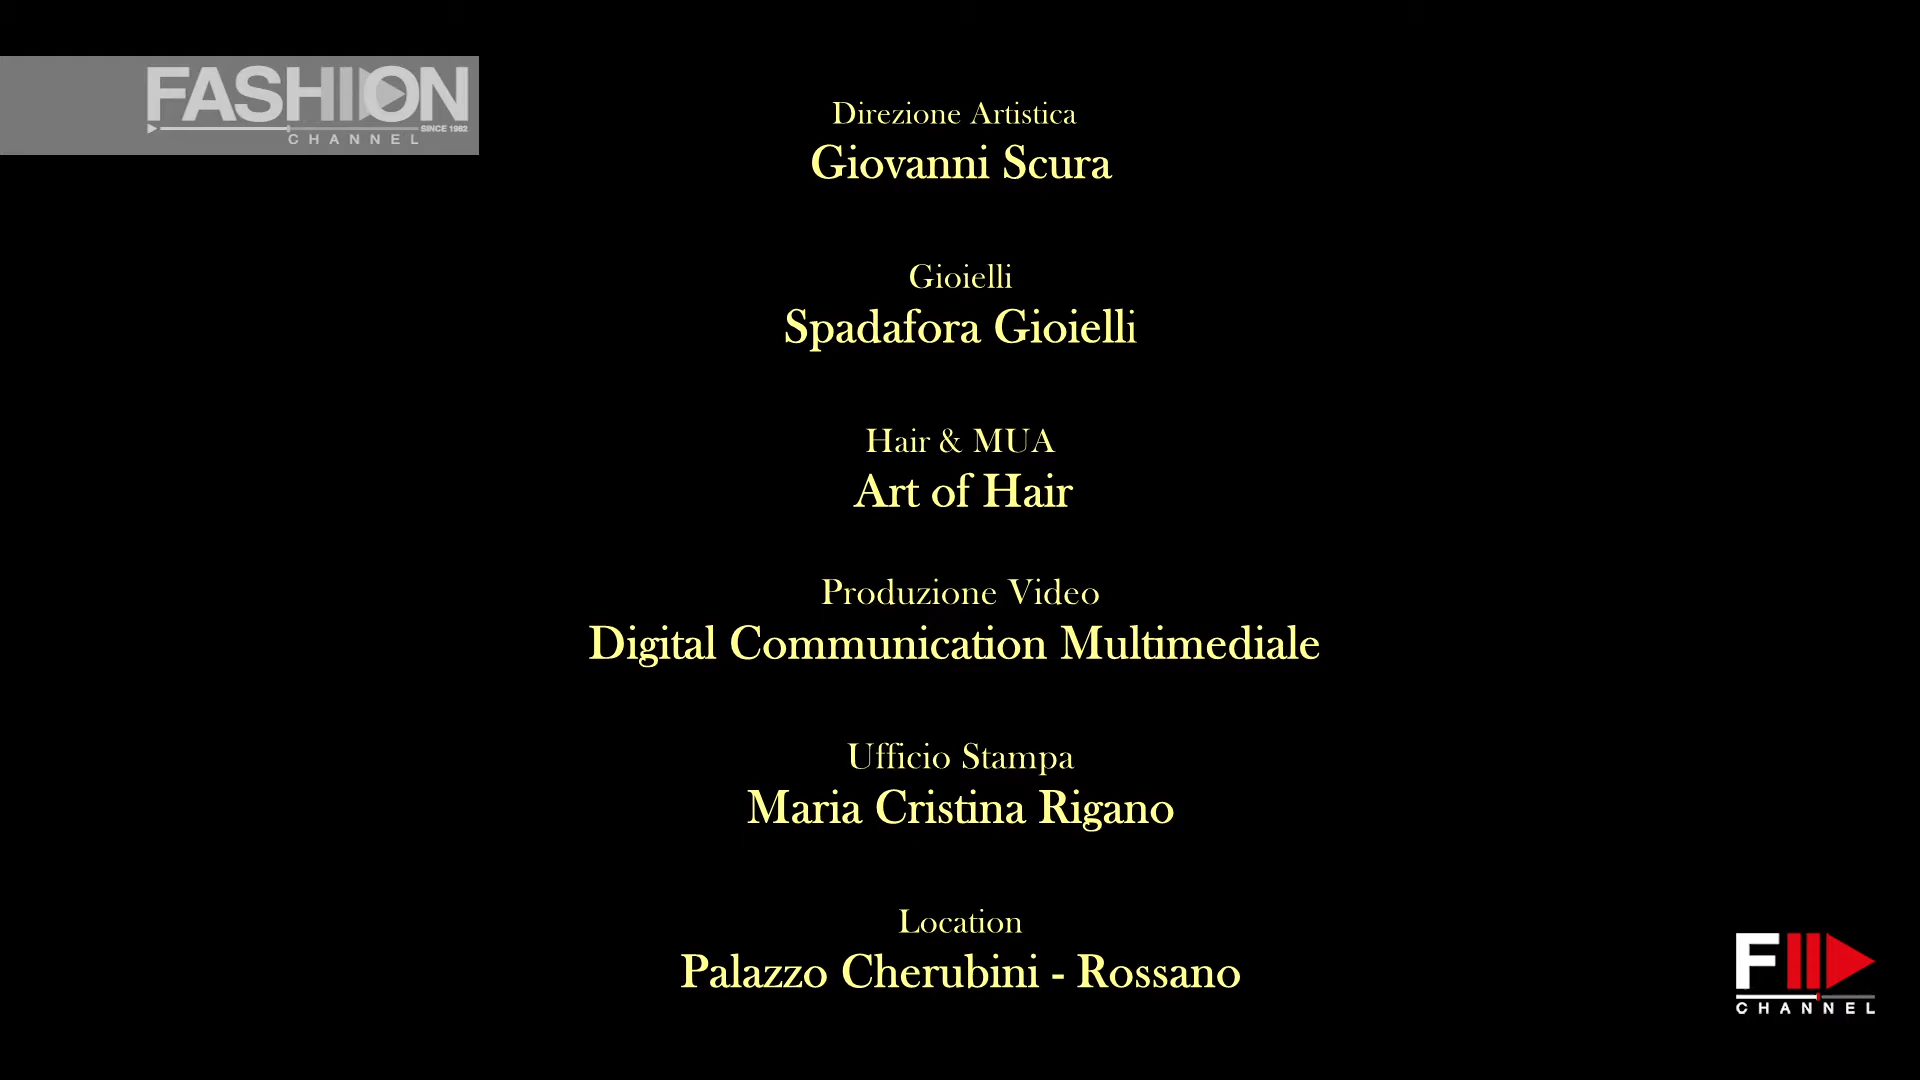 FASHION
SINCE 1982
CHANNEL
Direzione Artistica
Giovanni Scura
Gioielli
Spadafora Gioielli
Hair & MUA
Art of Hair
Produzione Video
Digital Communication Multimediale
Ufficio Stampa
Maria Cristina Rigano
Location
Palazzo Cherubini - Rossano
F
CHANNEL